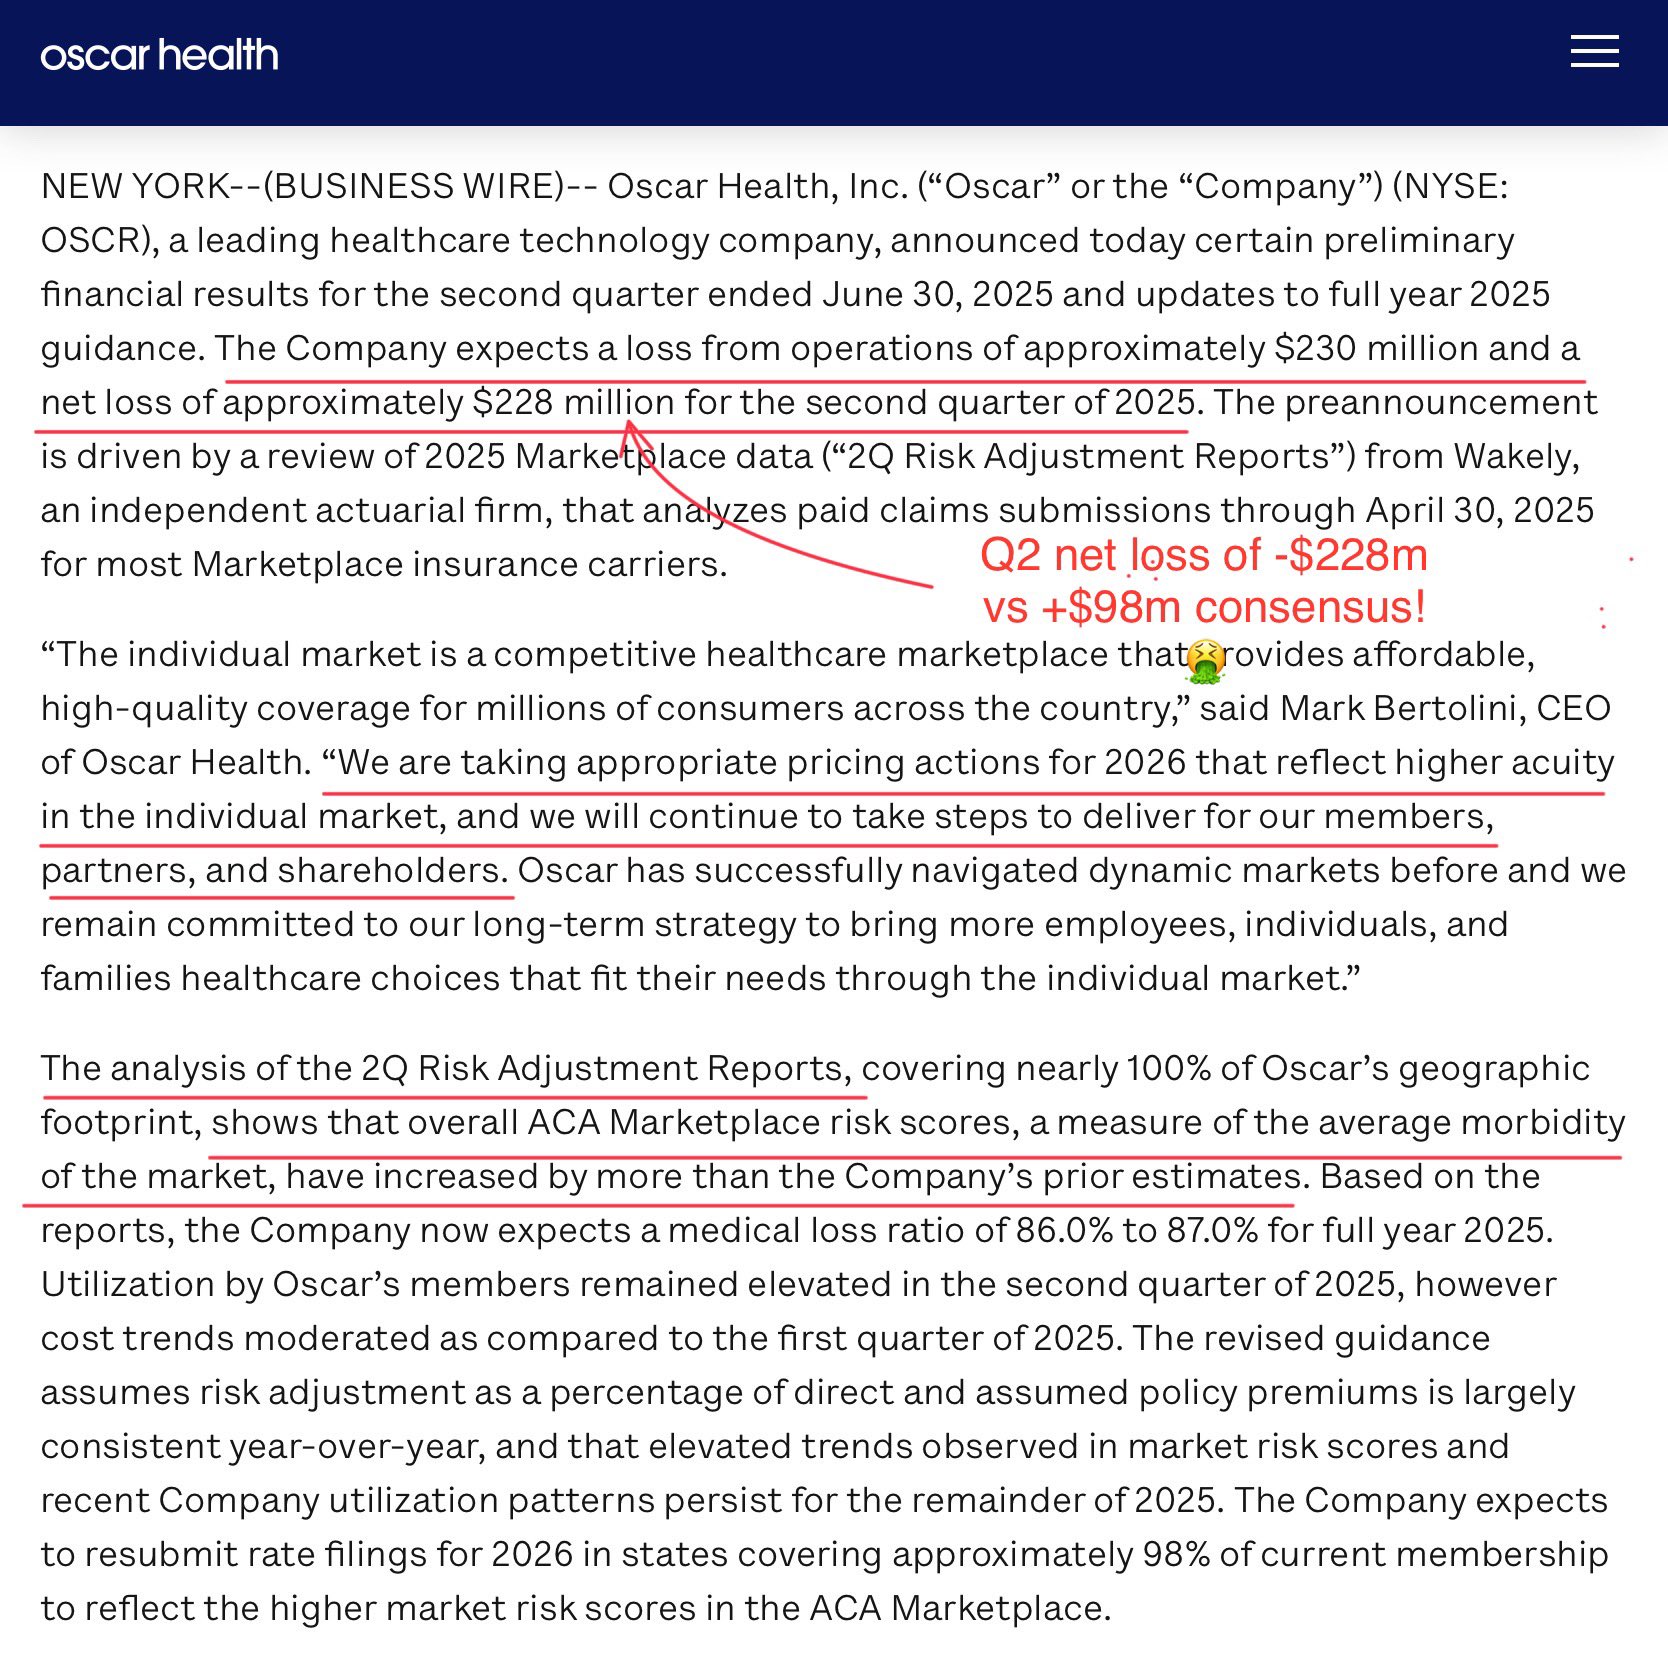 oscar health
NEW YORK--(BUSINESS WIRE)-- Oscar Health, Inc. (“Oscar” or the “Company”) (NYSE:
OSCR), a leading healthcare technology company, announced today certain preliminary
financial results for the second quarter ended June 30, 2025 and updates to full year 2025
guidance. The Company expects a loss from operations of approximately $230 million and a
net loss of approximately $228 million for the second quarter of 2025. The preannouncement
is driven by a review of 2025 Marketplace data (“2Q Risk Adjustment Reports”) from Wakely,
an independent actuarial firm, that analyzes paid claims submissions through April 30, 2025
for most Marketplace insurance carriers.
Q2 net loss of -$228m
vs +$98m consensus!
“The individual market is a competitive healthcare marketplace that rovides affordable,
high-quality coverage for millions of consumers across the country,” said Mark Bertolini, CEO
of Oscar Health. “We are taking appropriate pricing actions for 2026 that reflect higher acuity
in the individual market, and we will continue to take steps to deliver for our members,
partners, and shareholders. Oscar has successfully navigated dynamic markets before and we
remain committed to our long-term strategy to bring more employees, individuals, and
families healthcare choices that fit their needs through the individual market.”
The analysis of the 2Q Risk Adjustment Reports, covering nearly 100% of Oscar’s geographic
footprint, shows that overall ACA Marketplace risk scores, a measure of the average morbidity
of the market, have increased by more than the Company’s prior estimates. Based on the
reports, the Company now expects a medical loss ratio of 86.0% to 87.0% for full year 2025.
Utilization by Oscar’s members remained elevated in the second quarter of 2025, however
cost trends moderated as compared to the first quarter of 2025. The revised guidance
assumes risk adjustment as a percentage of direct and assumed policy premiums is largely
consistent year-over-year, and that elevated trends observed in market risk scores and
recent Company utilization patterns persist for the remainder of 2025. The Company expects
to resubmit rate filings for 2026 in states covering approximately 98% of current membership
to reflect the higher market risk scores in the ACA Marketplace.